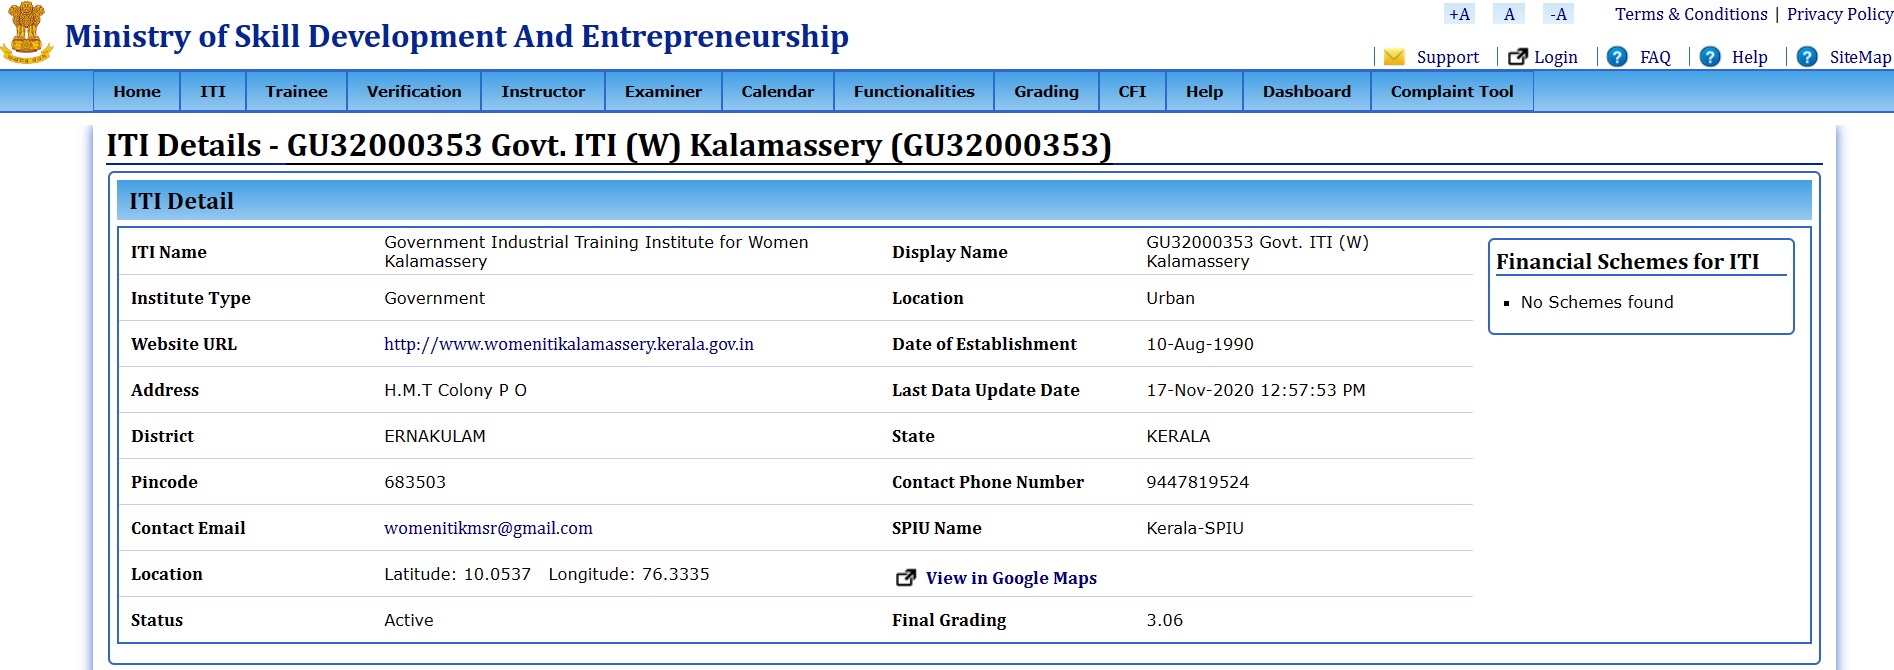 +A A -A Terms & Conditions | Privacy Policy
Ministry of Skill Development And Entrepreneurship
Support Login FAQ Help SiteMap
Home ITI Trainee Verification Instructor Examiner Calendar Functionalities Grading CFI Help Dashboard Complaint Tool
ITI Details - GU32000353 Govt. ITI (W) Kalamassery (GU32000353)
ITI Detail
ITI Name Government Industrial Training Institute for Women Kalamassery Display Name GU32000353 Govt. ITI (W) Kalamassery
Institute Type Government Location Urban
Website URL http://www.womenitikalamassery.kerala.gov.in Date of Establishment 10-Aug-1990
Address H.M.T Colony P O Last Data Update Date 17-Nov-2020 12:57:53 PM
District ERNAKULAM State KERALA
Pincode 683503 Contact Phone Number 9447819524
Contact Email womenitikmsr@gmail.com SPIU Name Kerala-SPIU
Location Latitude: 10.0537 Longitude: 76.3335 View in Google Maps
Status Active Final Grading 3.06
Financial Schemes for ITI
No Schemes found